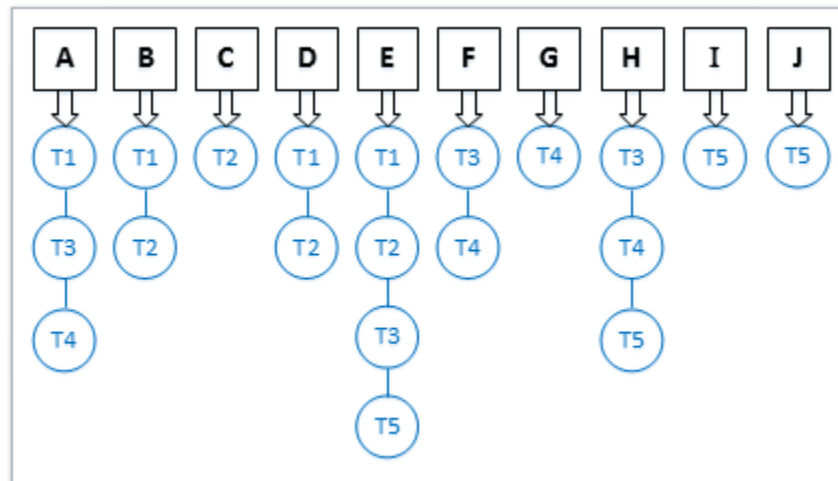 A B C D E F G H I J
T1 T1 T2 T1 T1 T3 T4 T3 T5 T5
T3 T2 T2 T2 T4 T4
T4 T3 T5
T5